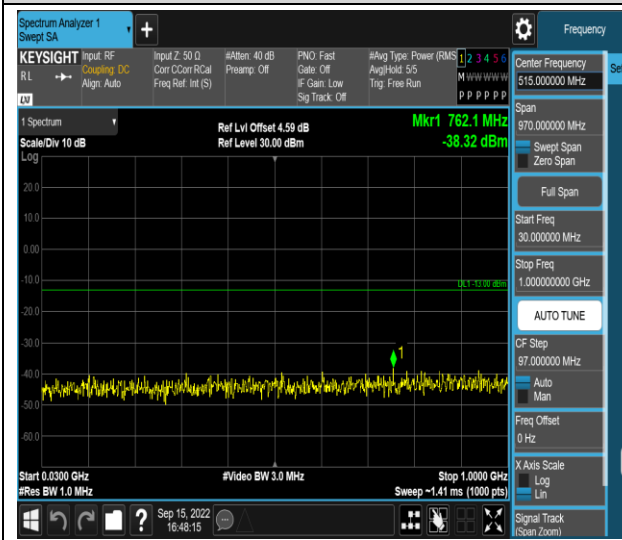 Spectrum Analyzer 1
Swept SA
Frequency
KEYSIGHT
RL
LXI
Input: RF
Coupling: DC
Align: Auto
Input Z: 50 Ω
Corr CCorr RCal
Freq Ref: Int (S)
#Atten: 40 dB
Preamp: Off
PNO: Fast
Gate: Off
IF Gain: Low
Sig Track: Off
#Avg Type: Power (RMS
Avg|Hold: 5/5
Trig: Free Run
1 2 3 4 5 6
M W W W W W
P P P P P P
1 Spectrum
Scale/Div 10 dB
Log
Ref Lvl Offset 4.59 dB
Ref Level 30.00 dBm
Mkr1 762.1 MHz
-38.32 dBm
20.0
10.0
0.00
-10.0
DL1 -13.00 dBm
-20.0
-30.0
1
-40.0
-50.0
-60.0
Start 0.0300 GHz
#Res BW 1.0 MHz
#Video BW 3.0 MHz
Stop 1.0000 GHz
Sweep ~1.41 ms (1000 pts)
?
Sep 15, 2022
16:48:15
Center Frequency
515.000000 MHz
Span
970.000000 MHz
Swept Span
Zero Span
Full Span
Start Freq
30.000000 MHz
Stop Freq
1.000000000 GHz
AUTO TUNE
CF Step
97.000000 MHz
Auto
Man
Freq Offset
0 Hz
X Axis Scale
Log
Lin
Signal Track
(Span Zoom)